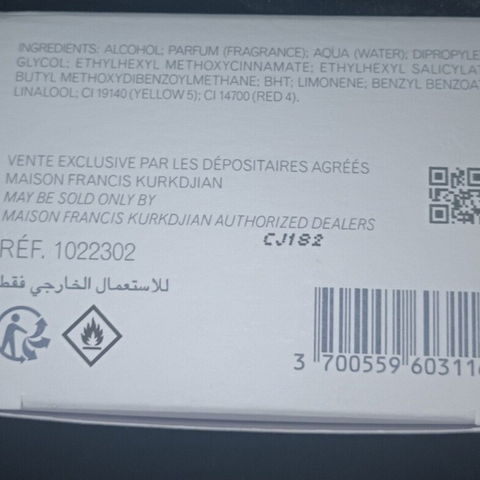 INGREDIENTS: ALCOHOL; PARFUM (FRAGRANCE); AQUA (WATER); DIPROPYLE
GLYCOL; ETHYLHEXYL METHOXYCINNAMATE; ETHYLHEXYL SALICYLAT
BUTYL METHOXYDIBENZOYLMETHANE; BHT; LIMONENE; BENZYL BENZOAT
LINALOOL; CI 19140 (YELLOW 5); CI 14700 (RED 4).
VENTE EXCLUSIVE PAR LES DÉPOSITAIRES AGRÉÉS
MAISON FRANCIS KURKDJIAN
MAY BE SOLD ONLY BY
MAISON FRANCIS KURKDJIAN AUTHORIZED DEALERS
CJ182
RÉF. 1022302
للاستعمال الخارجي فقط
3 700559 60311